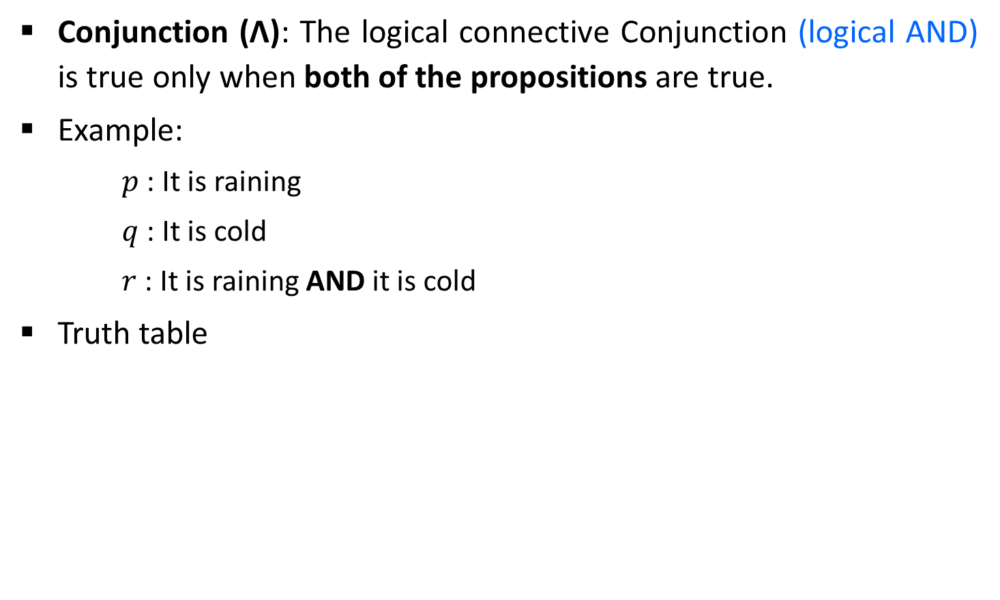 ▪ Conjunction (Λ): The logical connective Conjunction (logical AND)
is true only when both of the propositions are true.
▪ Example:
p : It is raining
q : It is cold
r : It is raining AND it is cold
▪ Truth table